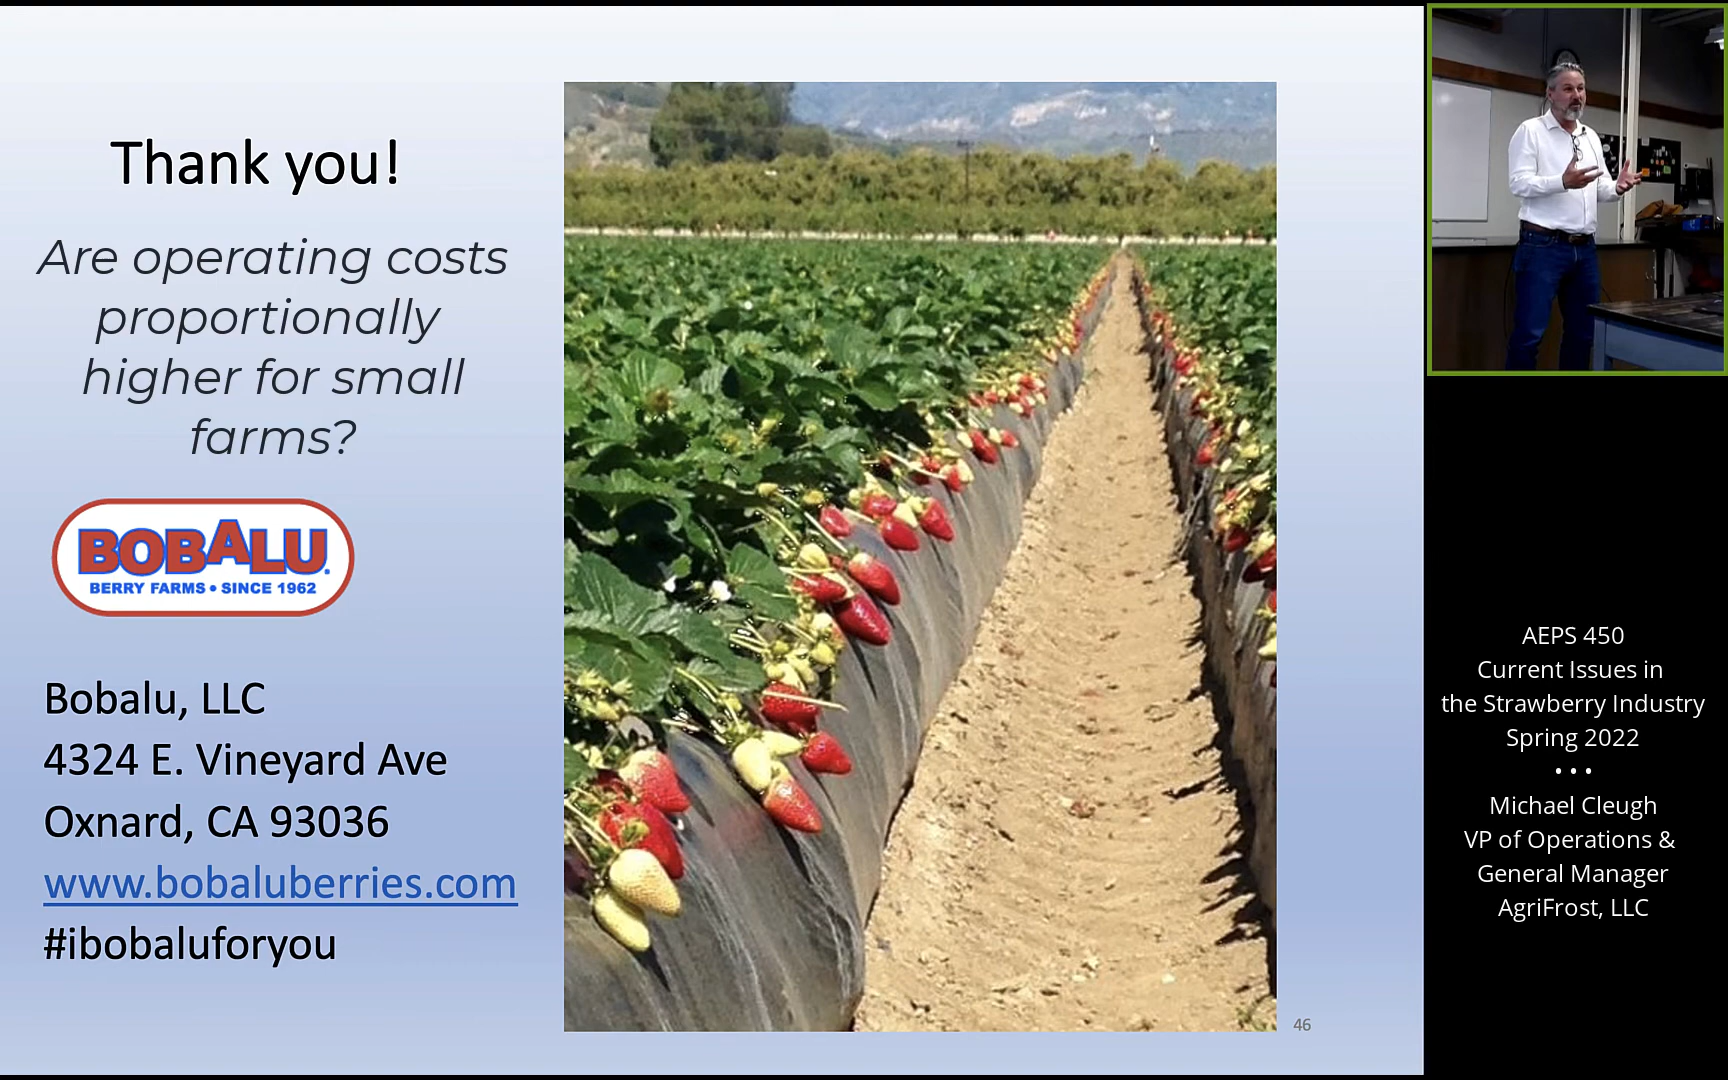 Thank you!
Are operating costs
proportionally
higher for small
farms?
BOBALU.
BERRY FARMS • SINCE 1962
Bobalu, LLC
4324 E. Vineyard Ave
Oxnard, CA 93036
www.bobaluberries.com
#ibobaluforyou
46
AEPS 450
Current Issues in
the Strawberry Industry
Spring 2022
• • •
Michael Cleugh
VP of Operations &
General Manager
AgriFrost, LLC